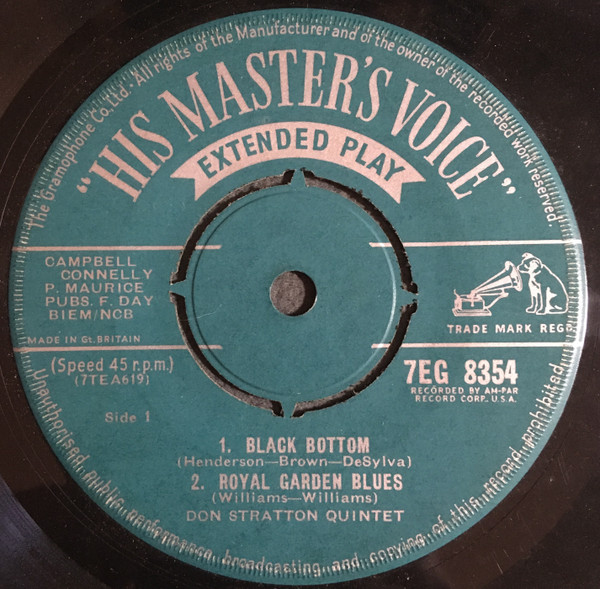 The Gramophone Co. Ltd. · All rights of the Manufacturer and of the owner of the recorded work reserved.
"HIS MASTER'S VOICE"
EXTENDED PLAY
CAMPBELL
CONNELLY
P. MAURICE
PUBS. F. DAY
BIEM/NCB
TRADE MARK REGD
MADE IN Gt. BRITAIN
(Speed 45 r.p.m.)
(7TEA619)
Side 1
7EG 8354
RECORDED BY AM-PAR
RECORD CORP. U.S.A.
1. BLACK BOTTOM
(Henderson—Brown—DeSylva)
2. ROYAL GARDEN BLUES
(Williams—Williams)
DON STRATTON QUINTET
Unauthorised public performance, broadcasting and copying of this record prohibited.